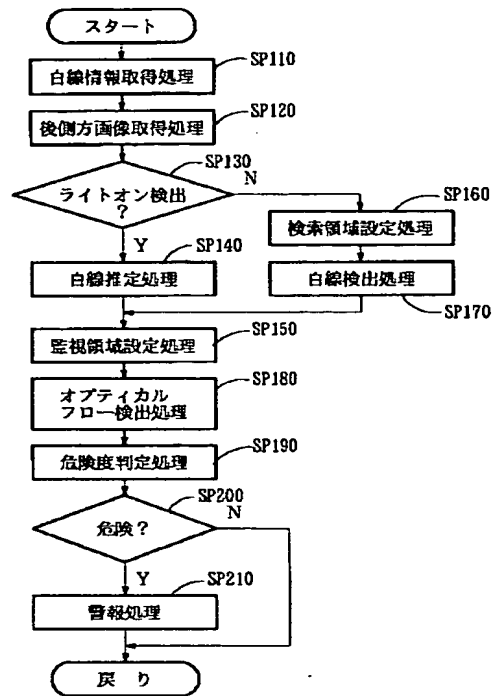 スタート
SP110
白線情報取得処理
SP120
後側方画像取得処理
SP130
ライトオン検出
?
N
SP160
検索領域設定処理
Y
SP140
白線推定処理
白線検出処理
SP170
SP150
監視領域設定処理
SP180
オプティカル
フロー検出処理
SP190
危険度判定処理
SP200
N
危険?
Y
SP210
警報処理
戻り